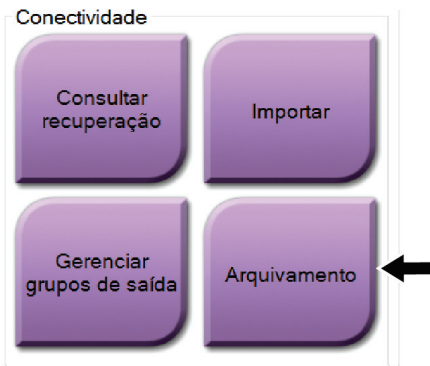 Conectividade
Consultar
recuperação
Importar
Gerenciar
grupos de saída
Arquivamento